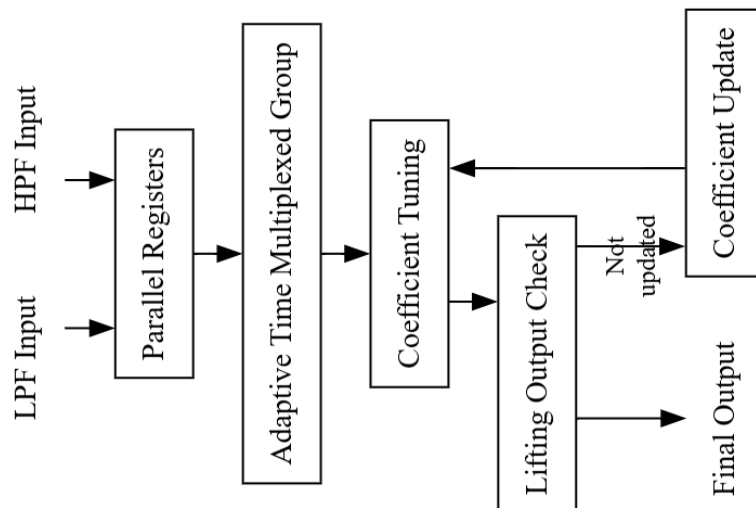 HPF Input
LPF Input
Parallel Registers
Adaptive Time Multiplexed Group
Coefficient Tuning
Lifting Output Check
Not
updated
Coefficient Update
Final Output